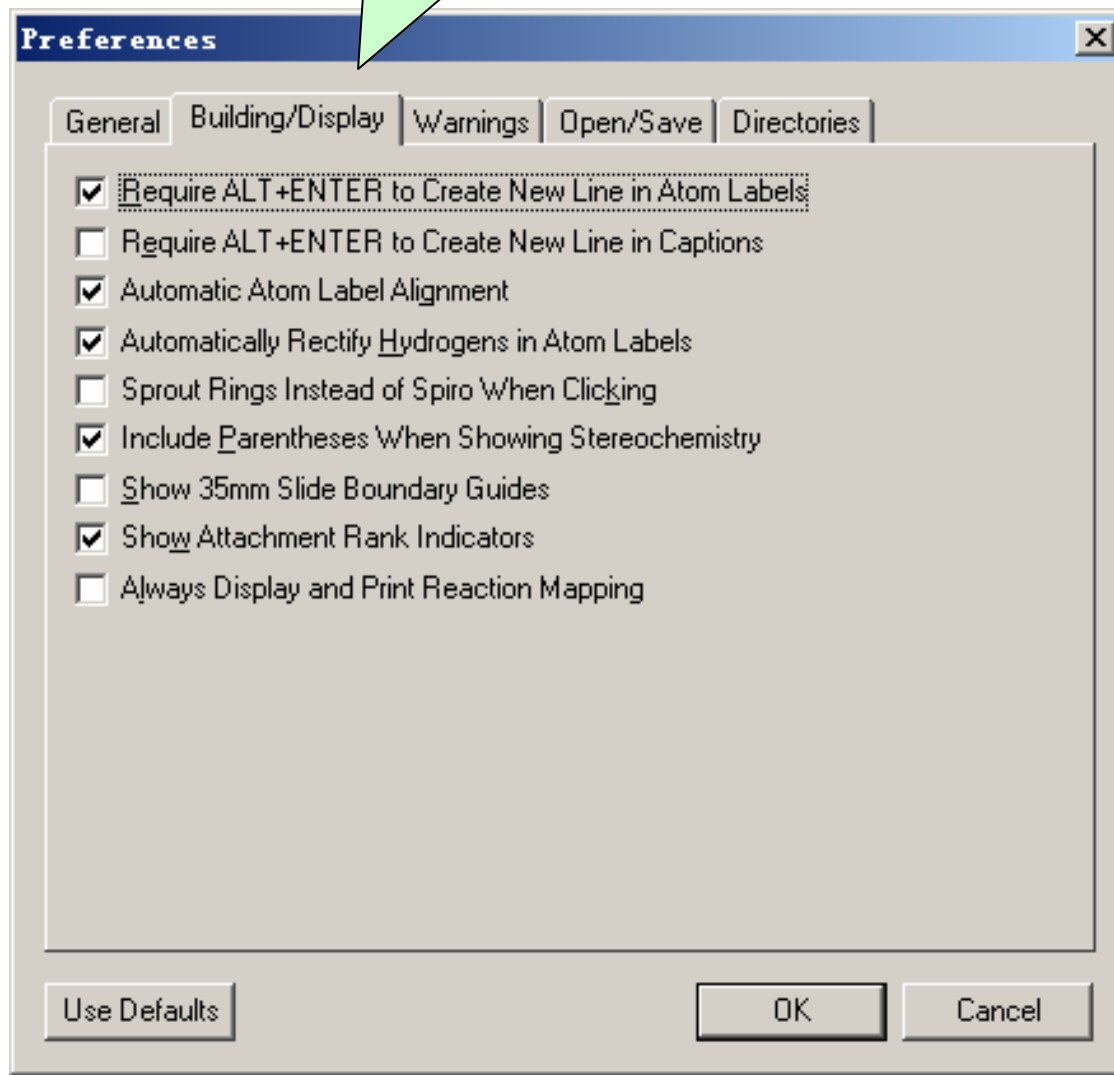 Preferences
General Building/Display Warnings Open/Save Directories
Require ALT+ENTER to Create New Line in Atom Labels
Require ALT+ENTER to Create New Line in Captions
Automatic Atom Label Alignment
Automatically Rectify Hydrogens in Atom Labels
Sprout Rings Instead of Spiro When Clicking
Include Parentheses When Showing Stereochemistry
Show 35mm Slide Boundary Guides
Show Attachment Rank Indicators
Always Display and Print Reaction Mapping
Use Defaults OK Cancel